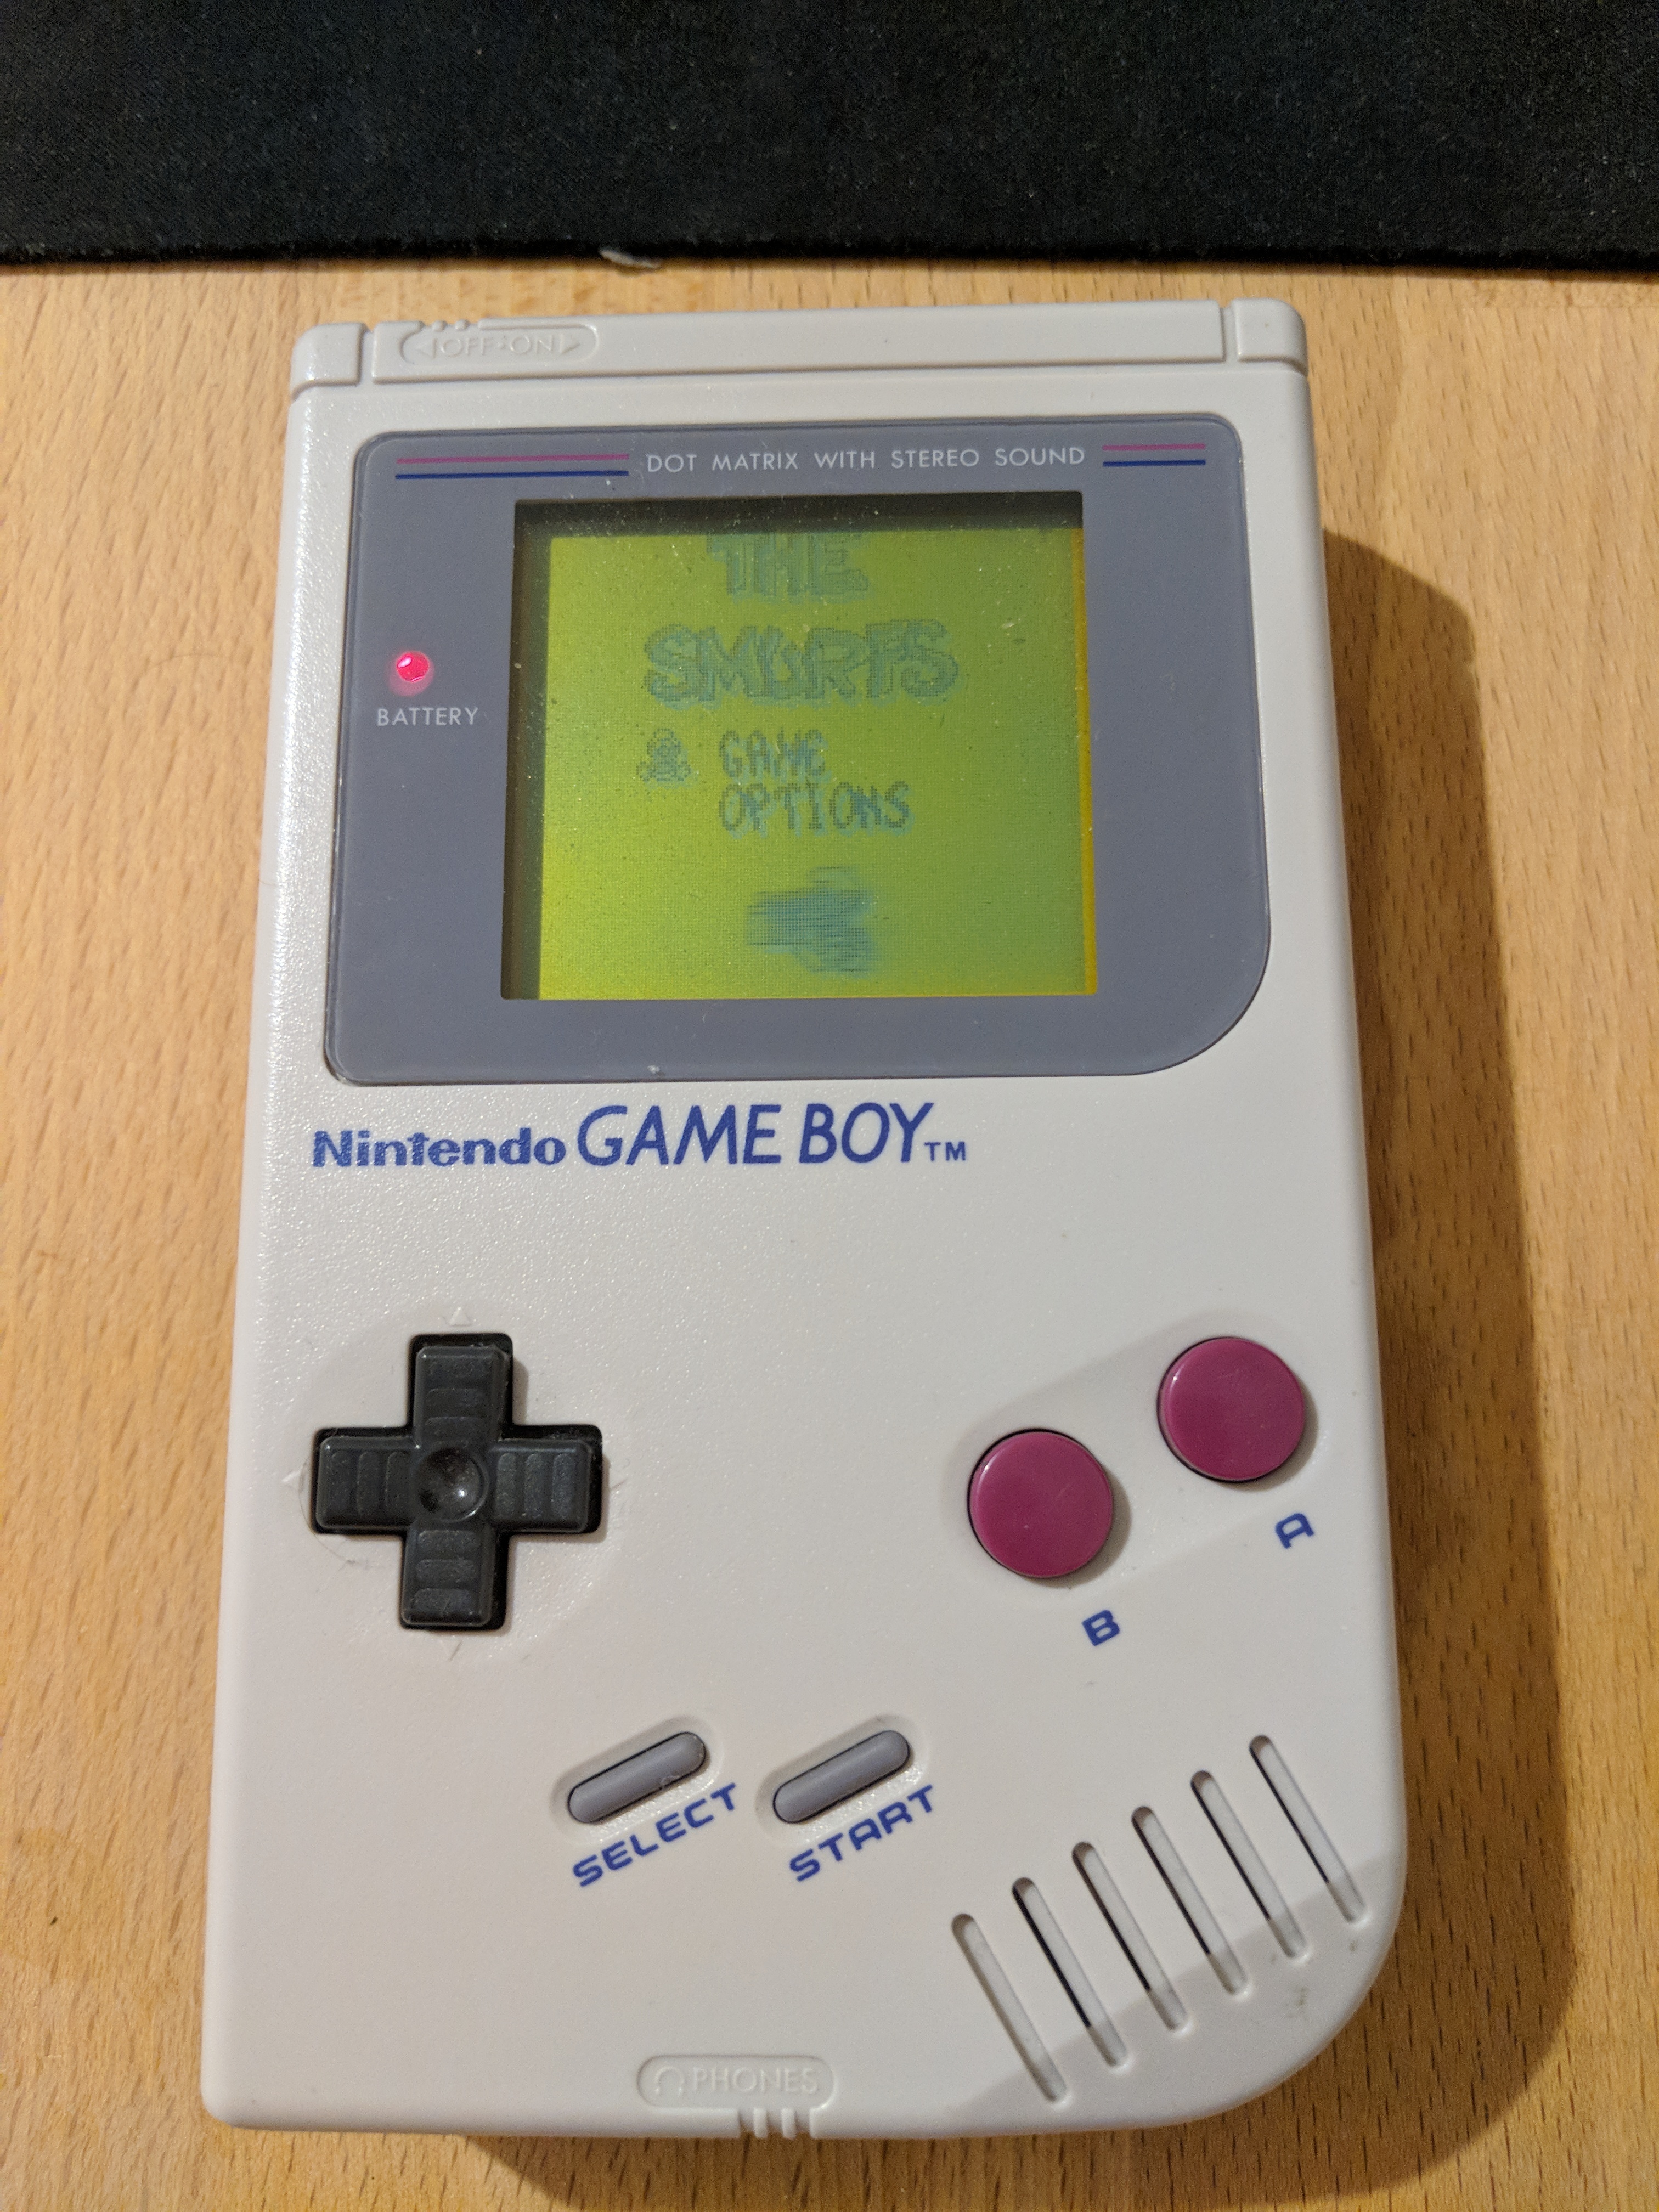 OFF ON
DOT MATRIX WITH STEREO SOUND
THE
SMURFS
GAME
OPTIONS
BATTERY
Nintendo GAME BOY™
A
B
SELECT
START
PHONES